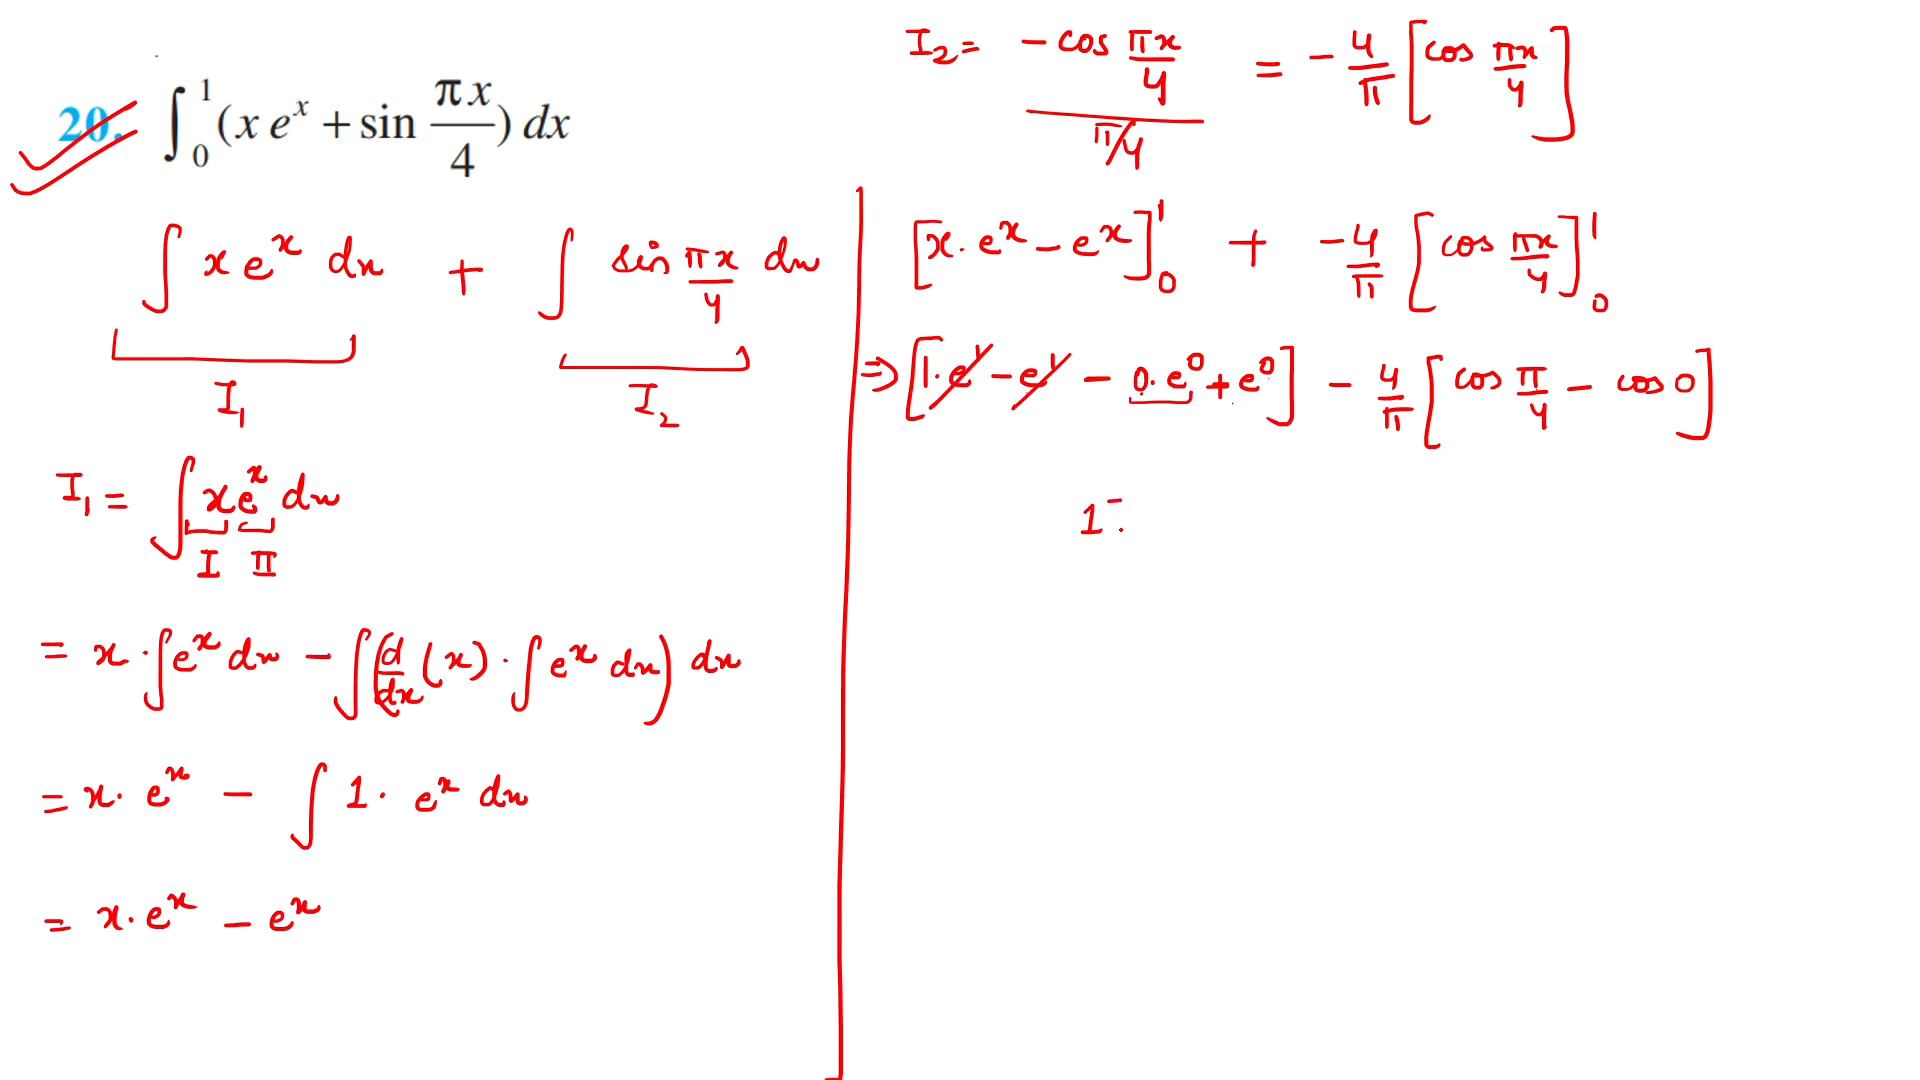 20. ∫₀¹ (x eˣ + sin πx/4) dx
∫ x eˣ dx + ∫ sin πx/4 dx
I₁ I₂
I₁ = ∫ x eˣ dx
I II
= x · ∫ eˣ dx − ∫ (d/dx (x) · ∫ eˣ dx) dx
= x · eˣ − ∫ 1 · eˣ dx
= x · eˣ − eˣ
I₂ = − cos πx/4 / π/4 = − 4/π [cos πx/4]
[x · eˣ − eˣ]₀¹ + −4/π [cos πx/4]₀¹
⇒ [1 · e¹ − e¹ − 0 · e⁰ + e⁰] − 4/π [cos π/4 − cos 0]
1